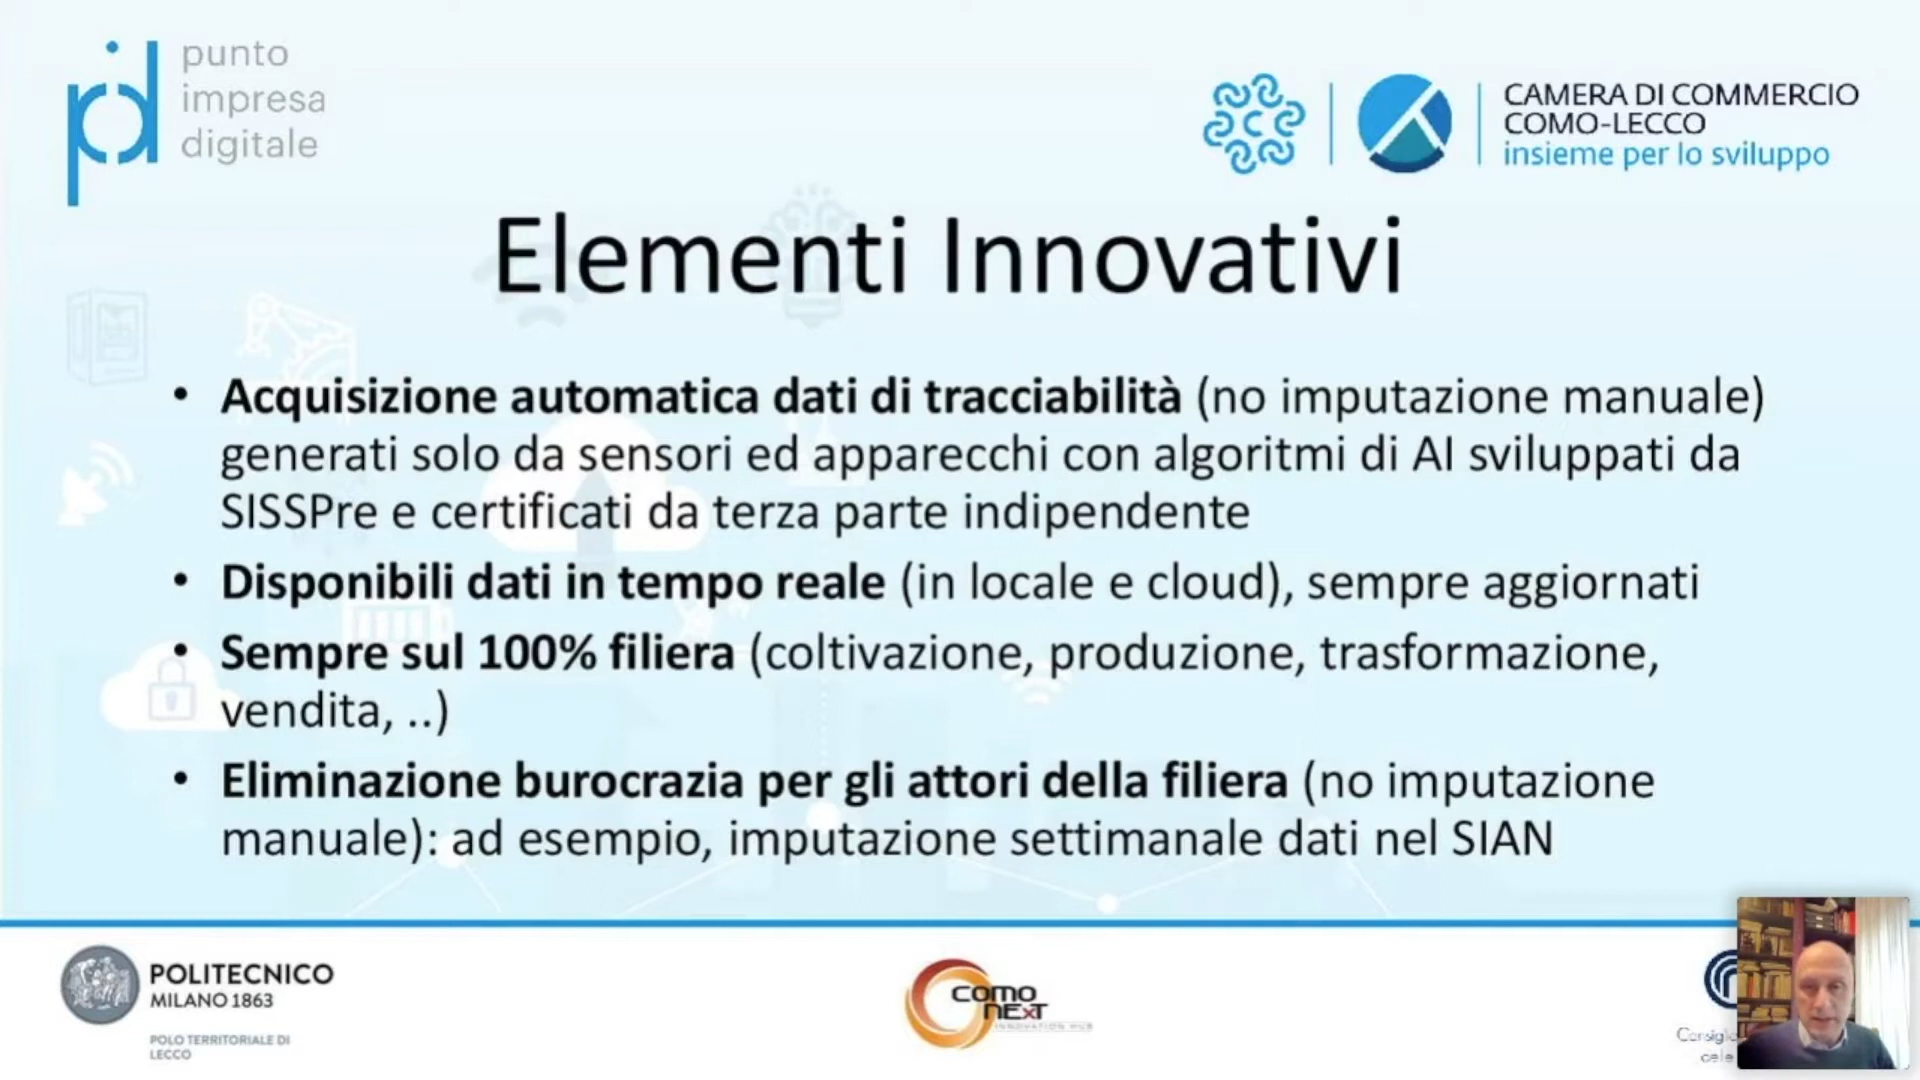 punto
impresa
digitale
CAMERA DI COMMERCIO
COMO-LECCO
insieme per lo sviluppo
Elementi Innovativi
• Acquisizione automatica dati di tracciabilità (no imputazione manuale)
generati solo da sensori ed apparecchi con algoritmi di AI sviluppati da
SISSPre e certificati da terza parte indipendente
• Disponibili dati in tempo reale (in locale e cloud), sempre aggiornati
• Sempre sul 100% filiera (coltivazione, produzione, trasformazione,
vendita, ..)
• Eliminazione burocrazia per gli attori della filiera (no imputazione
manuale): ad esempio, imputazione settimanale dati nel SIAN
POLITECNICO
MILANO 1863
POLO TERRITORIALE DI
LECCO
COMO
NExT
INNOVATION HUB